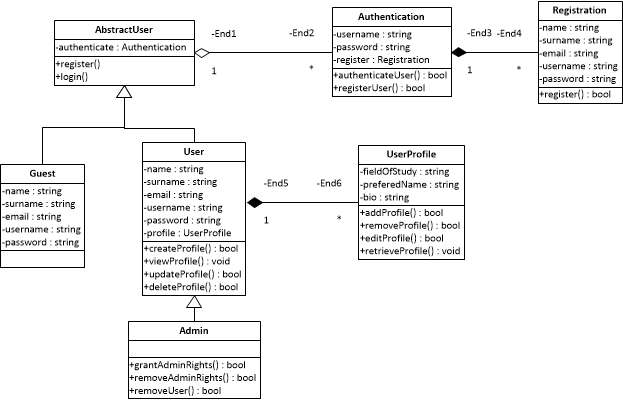 AbstractUser
-authenticate : Authentication
+register()
+login()
-End1
1
-End2
*
Authentication
-username : string
-password : string
-register : Registration
+authenticateUser() : bool
+registerUser() : bool
-End3
1
-End4
*
Registration
-name : string
-surname : string
-email : string
-username : string
-password : string
+register() : bool
Guest
-name : string
-surname : string
-email : string
-username : string
-password : string
User
-name : string
-surname : string
-email : string
-username : string
-password : string
-profile : UserProfile
+createProfile() : bool
+viewProfile() : void
+updateProfile() : bool
+deleteProfile() : bool
-End5
1
-End6
*
UserProfile
-fieldOfStudy : string
-preferedName : string
-bio : string
+addProfile() : bool
+removeProfile() : bool
+editProfile() : bool
+retrieveProfile() : void
Admin
+grantAdminRights() : bool
+removeAdminRights() : bool
+removeUser() : bool